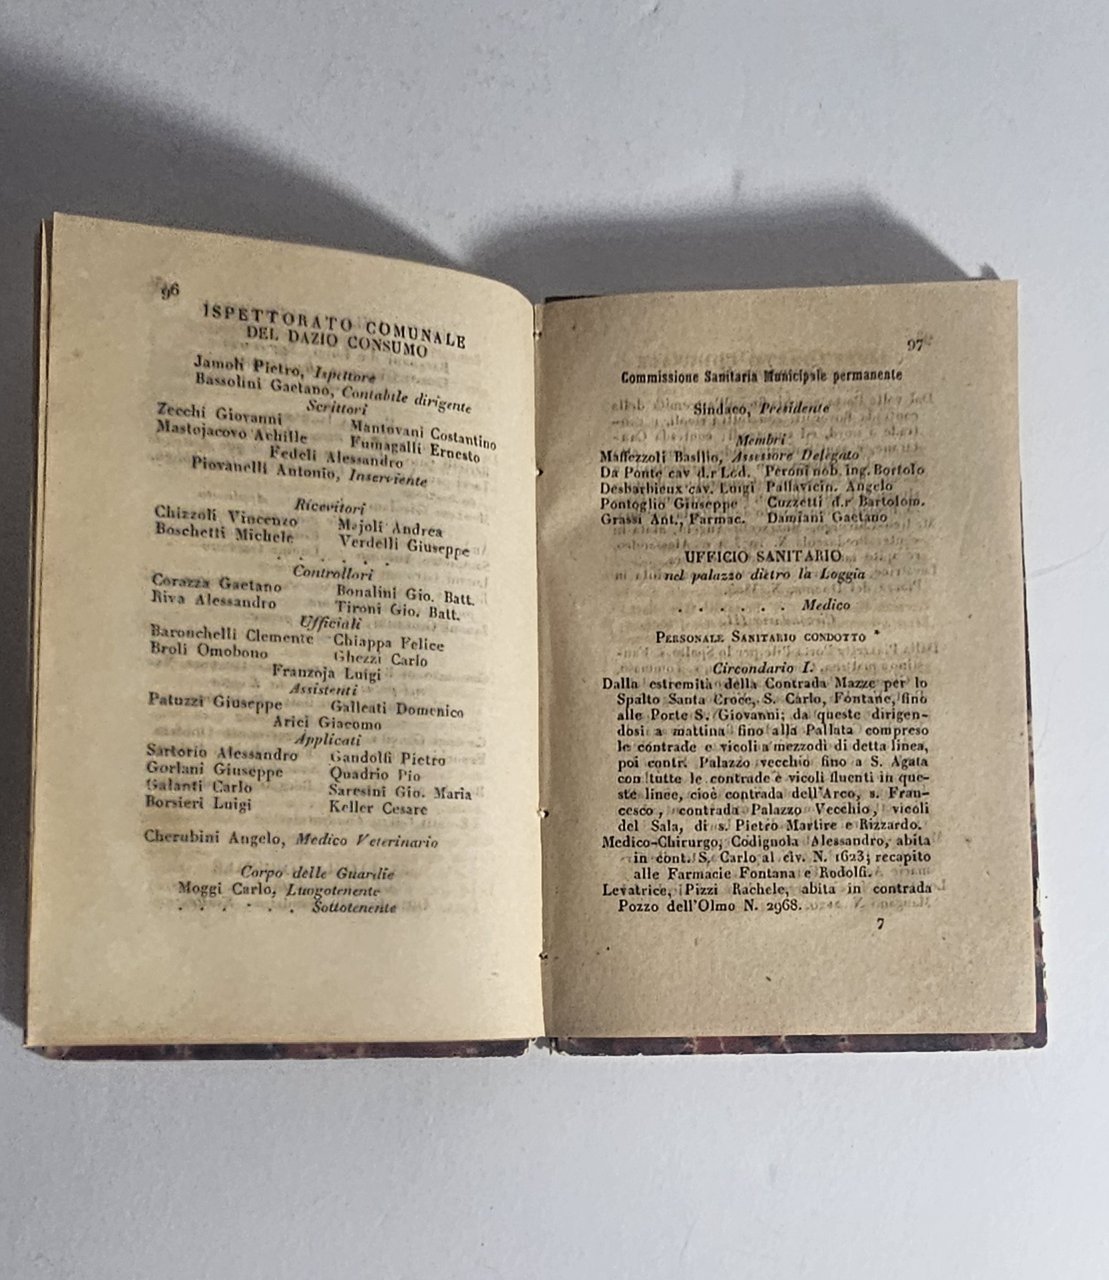 96
ISPETTORATO COMUNALE
DEL DAZIO CONSUMO
Jamoli Pietro, Ispettore
Bassolini Gaetano, Contabile dirigente
Scrittori
Zecchi Giovanni Mantovani Costantino
Mastojacovo Achille Fumagalli Ernesto
Fedeli Alessandro
Piovanelli Antonio, Inserviente
Ricevitori
Chizzoli Vincenzo Majoli Andrea
Boschetti Michele Verdelli Giuseppe
. . . . .
Controllori
Corazza Gaetano Bonalini Gio. Batt.
Riva Alessandro Tironi Gio. Batt.
Ufficiali
Baronchelli Clemente Chiappa Felice
Broli Omobono Ghezzi Carlo
Franzoja Luigi
Assistenti
Patuzzi Giuseppe Galleati Domenico
Arici Giacomo
Applicati
Sartorio Alessandro Gandolfi Pietro
Gorlani Giuseppe Quadrio Pio
Galanti Carlo Saresini Gio. Maria
Borsieri Luigi Keller Cesare
Cherubini Angelo, Medico Veterinario
Corpo delle Guardie
Moggi Carlo, Luogotenente
. . . . . . Sottotenente
97
Commissione Sanitaria Municipale permanente
Sindaco, Presidente
Membri
Maffezzoli Basilio, Assessore Delegato
Da Ponte cav d.r Lod. Peroni nob. ing. Bortolo
Desbarbieux cav. Luigi Pallavicin. Angelo
Pontoglio Giuseppe Cuzzetti d.r Bartolom.
Grassi Ant., Farmac. Damiani Gaetano
UFFICIO SANITARIO
nel palazzo dietro la Loggia
. . . . . . Medico
PERSONALE SANITARIO CONDOTTO *
Circondario I.
Dalla estremità della Contrada Mazze per lo
Spalto Santa Croce, S. Carlo, Fontane, fino
alle Porte S. Giovanni; da queste dirigen-
dosi a mattina fino alla Pallata compreso
le contrade e vicoli a mezzodì di detta linea,
poi contr. Palazzo vecchio fino a S. Agata
con tutte le contrade e vicoli fluenti in que-
ste linee, cioè contrada dell'Arco, s. Fran-
cesco, contrada Palazzo Vecchio, vicoli
del Sala, di s. Pietro Martire e Rizzardo.
Medico-Chirurgo, Codignola Alessandro, abita
in cont. S. Carlo al civ. N. 1623; recapito
alle Farmacie Fontana e Rodolfi.
Levatrice, Pizzi Rachele, abita in contrada
Pozzo dell'Olmo N. 2968.
7